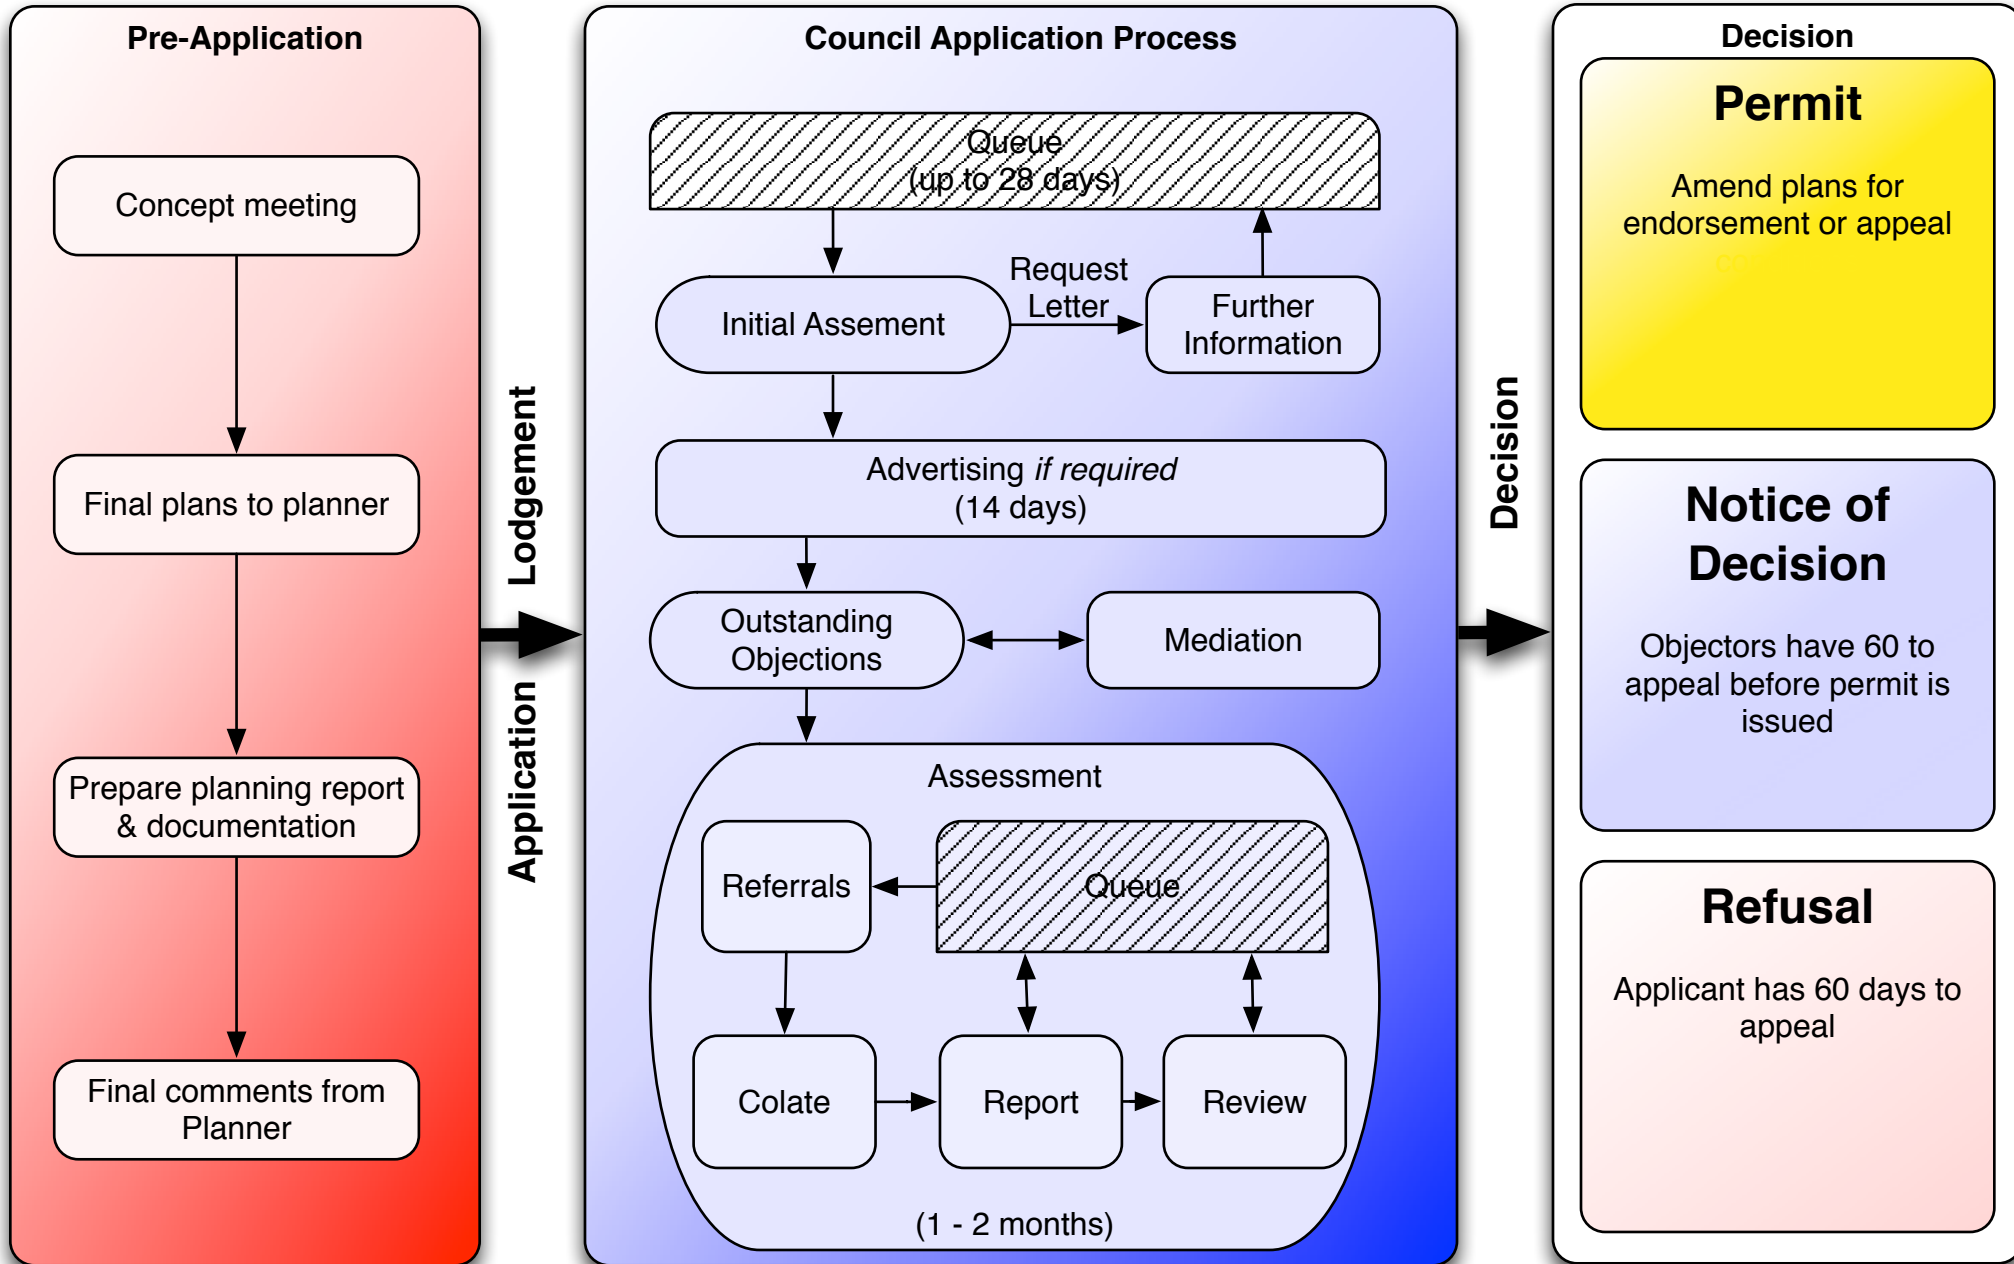 Pre-Application
Concept meeting
Final plans to planner
Prepare planning report
& documentation
Final comments from
Planner
Application Lodgement
Council Application Process
Queue
(up to 28 days)
Initial Assement
Request
Letter
Further
Information
Advertising if required
(14 days)
Outstanding
Objections
Mediation
Assessment
Referrals
Queue
Colate
Report
Review
(1 - 2 months)
Decision
Decision
Permit
Amend plans for
endorsement or appeal
co
Notice of
Decision
Objectors have 60 to
appeal before permit is
issued
Refusal
Applicant has 60 days to
appeal